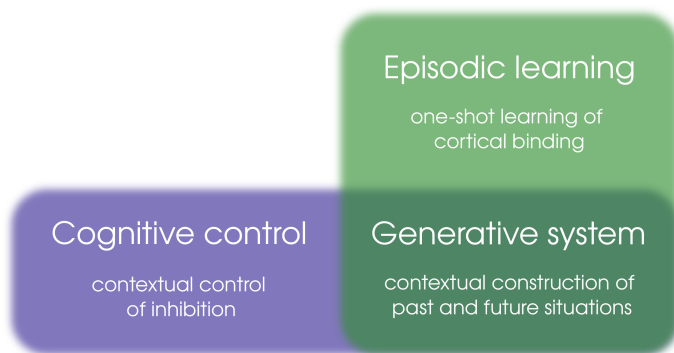 Episodic learning
one-shot learning of
cortical binding
Cognitive control
contextual control
of inhibition
Generative system
contextual construction of
past and future situations